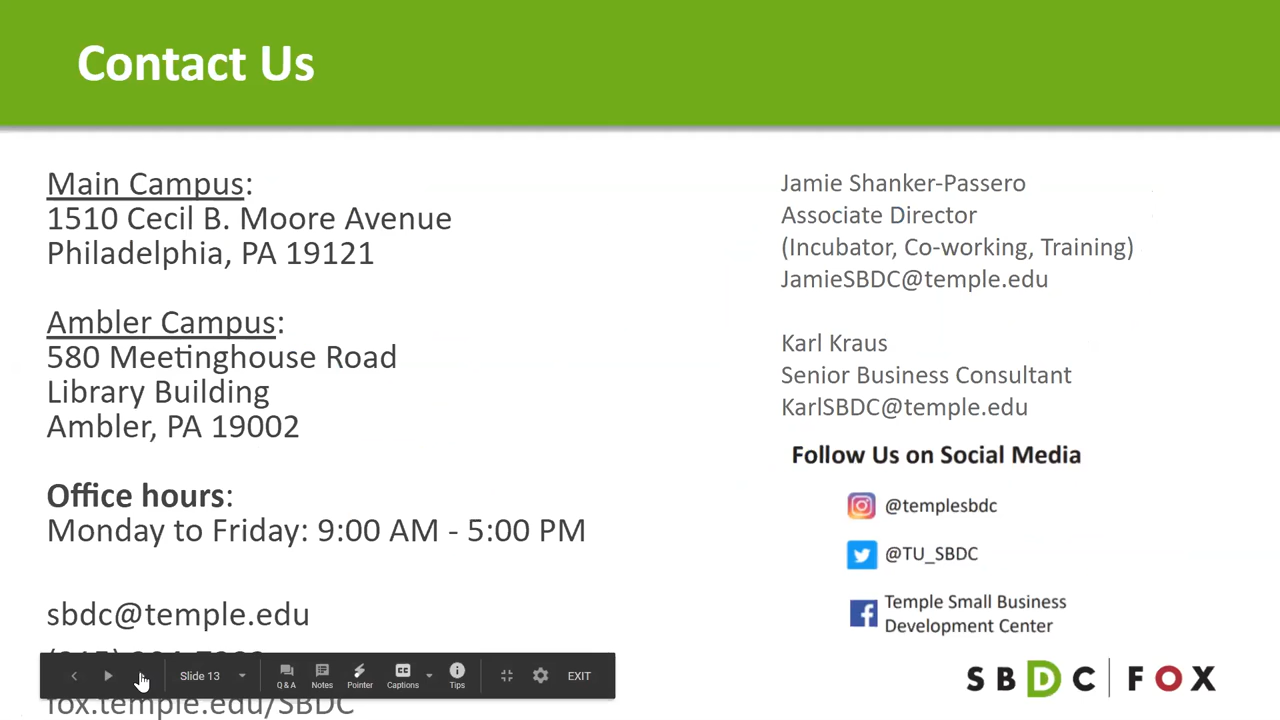 Contact Us
Main Campus:
1510 Cecil B. Moore Avenue
Philadelphia, PA 19121
Ambler Campus:
580 Meetinghouse Road
Library Building
Ambler, PA 19002
Office hours:
Monday to Friday: 9:00 AM - 5:00 PM
sbdc@temple.edu
fox.temple.edu/SBDC
Jamie Shanker-Passero
Associate Director
(Incubator, Co-working, Training)
JamieSBDC@temple.edu
Karl Kraus
Senior Business Consultant
KarlSBDC@temple.edu
Follow Us on Social Media
@templesbdc
@TU_SBDC
Temple Small Business
Development Center
SBDC | FOX
Slide 13
Q & A
Notes
Pointer
CC
Captions
Tips
EXIT